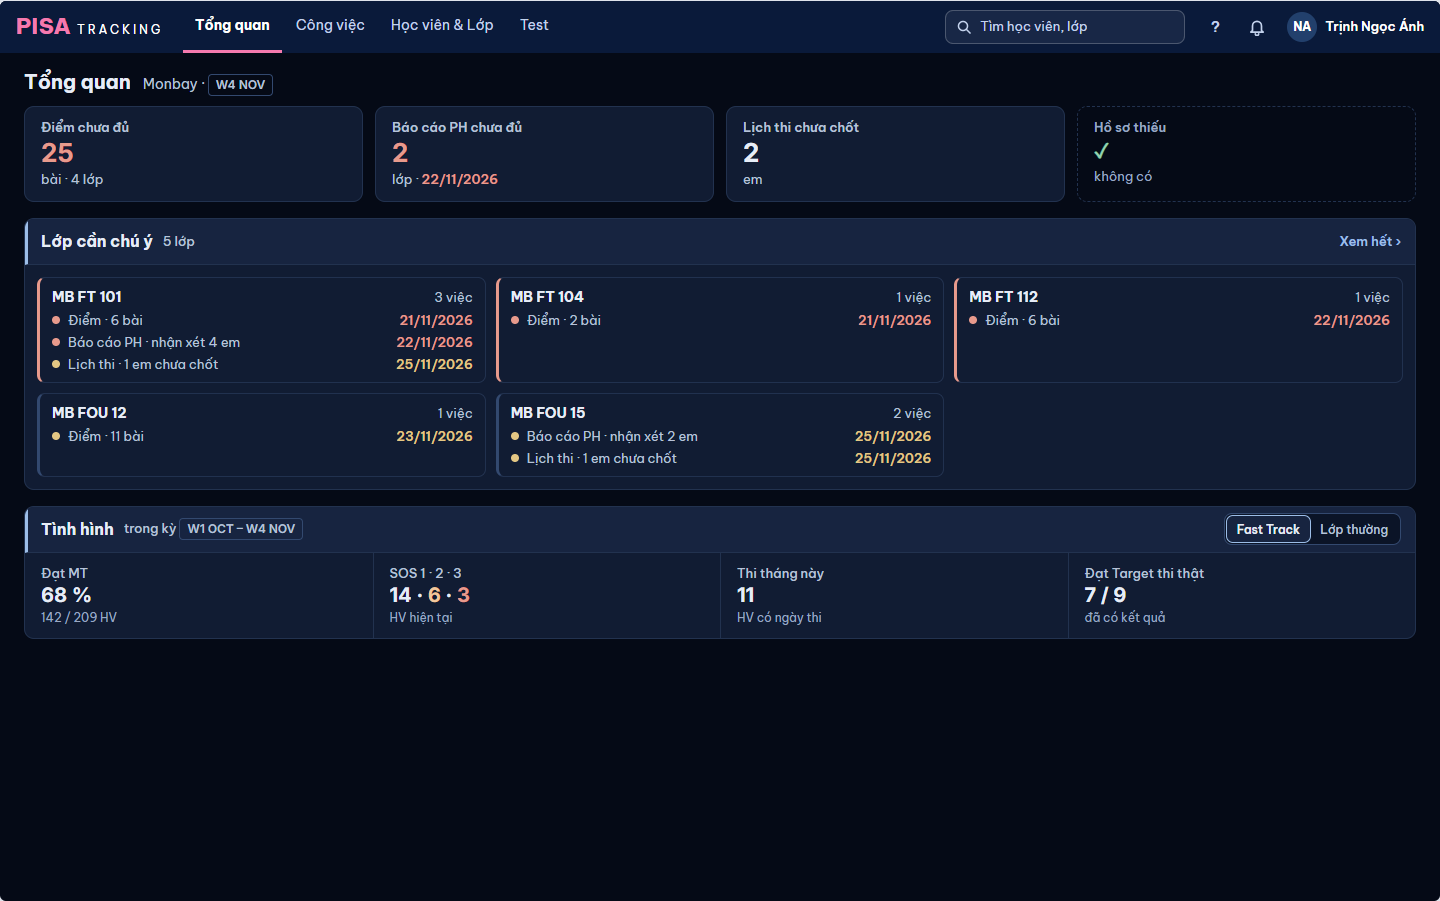 PISA TRACKING Tổng quan Công việc Học viên & Lớp Test Tìm học viên, lớp ? NA Trịnh Ngọc Ánh
Tổng quan Monbay · W4 NOV
Điểm chưa đủ
25
bài · 4 lớp
Báo cáo PH chưa đủ
2
lớp · 22/11/2026
Lịch thi chưa chốt
2
em
Hồ sơ thiếu
✓
không có
Lớp cần chú ý 5 lớp Xem hết ›
MB FT 101 3 việc
Điểm · 6 bài 21/11/2026
Báo cáo PH · nhận xét 4 em 22/11/2026
Lịch thi · 1 em chưa chốt 25/11/2026
MB FT 104 1 việc
Điểm · 2 bài 21/11/2026
MB FT 112 1 việc
Điểm · 6 bài 22/11/2026
MB FOU 12 1 việc
Điểm · 11 bài 23/11/2026
MB FOU 15 2 việc
Báo cáo PH · nhận xét 2 em 25/11/2026
Lịch thi · 1 em chưa chốt 25/11/2026
Tình hình trong kỳ W1 OCT – W4 NOV Fast Track Lớp thường
Đạt MT
68 %
142 / 209 HV
SOS 1 · 2 · 3
14 · 6 · 3
HV hiện tại
Thi tháng này
11
HV có ngày thi
Đạt Target thi thật
7 / 9
đã có kết quả